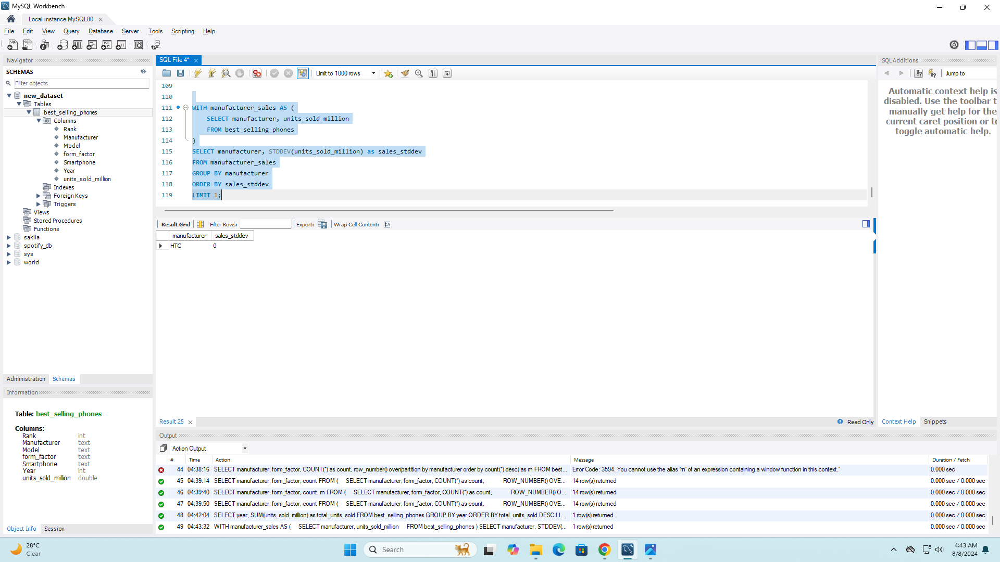 MySQL Workbench
Local instance MySQL80
File Edit View Query Database Server Tools Scripting Help
Navigator
SCHEMAS
Filter objects
new_dataset
Tables
best_selling_phones
Columns
Rank
Manufacturer
Model
form_factor
Smartphone
Year
units_sold_million
Indexes
Foreign Keys
Triggers
Views
Stored Procedures
Functions
sakila
spotify_db
sys
world
Administration Schemas
Information
Table: best_selling_phones
Columns:
Rank int
Manufacturer text
Model text
form_factor text
Smartphone text
Year int
units_sold_million double
Object Info Session
SQL File 4*
Limit to 1000 rows
109
110
111 WITH manufacturer_sales AS (
112 SELECT manufacturer, units_sold_million
113 FROM best_selling_phones
114 )
115 SELECT manufacturer, STDDEV(units_sold_million) as sales_stddev
116 FROM manufacturer_sales
117 GROUP BY manufacturer
118 ORDER BY sales_stddev
119 LIMIT 1;
Result Grid Filter Rows: Export: Wrap Cell Content:
manufacturer sales_stddev
HTC 0
Result 25 Read Only
SQLAdditions
Jump to
Automatic context help is
disabled. Use the toolbar t
manually get help for the
current caret position or to
toggle automatic help.
Context Help Snippets
Output
Action Output
# Time Action Message Duration / Fetch
44 04:38:16 SELECT manufacturer, form_factor, COUNT(*) as count, row_number() over(partition by manufacturer order by count(*) desc) as rn FROM best... Error Code: 3594. You cannot use the alias 'rn' of an expression containing a window function in this context.' 0.000 sec
45 04:39:14 SELECT manufacturer, form_factor, count FROM ( SELECT manufacturer, form_factor, COUNT(*) as count, ROW_NUMBER() OVE... 14 row(s) returned 0.000 sec / 0.000 sec
46 04:39:40 SELECT manufacturer, form_factor, count, rn FROM ( SELECT manufacturer, form_factor, COUNT(*) as count, ROW_NUMBER() O... 14 row(s) returned 0.000 sec / 0.000 sec
47 04:39:50 SELECT manufacturer, form_factor, count FROM ( SELECT manufacturer, form_factor, COUNT(*) as count, ROW_NUMBER() OVE... 14 row(s) returned 0.000 sec / 0.000 sec
48 04:42:04 SELECT year, SUM(units_sold_million) as total_units_sold FROM best_selling_phones GROUP BY year ORDER BY total_units_sold DESC LI... 1 row(s) returned 0.000 sec / 0.000 sec
49 04:43:32 WITH manufacturer_sales AS ( SELECT manufacturer, units_sold_million FROM best_selling_phones ) SELECT manufacturer, STDDEV(... 1 row(s) returned 0.000 sec / 0.000 sec
28°C
Clear
Search
4:43 AM
8/8/2024